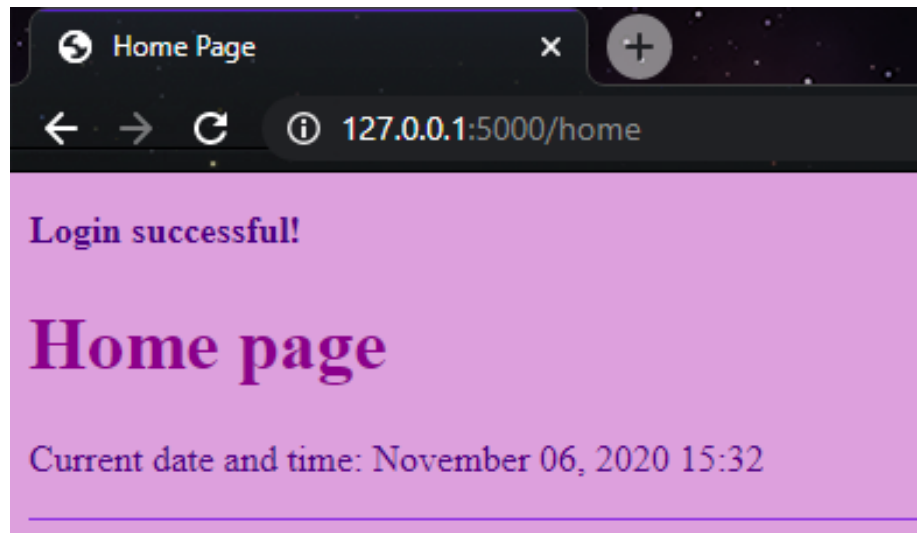 Home Page
127.0.0.1:5000/home
Login successful!
Home page
Current date and time: November 06, 2020 15:32